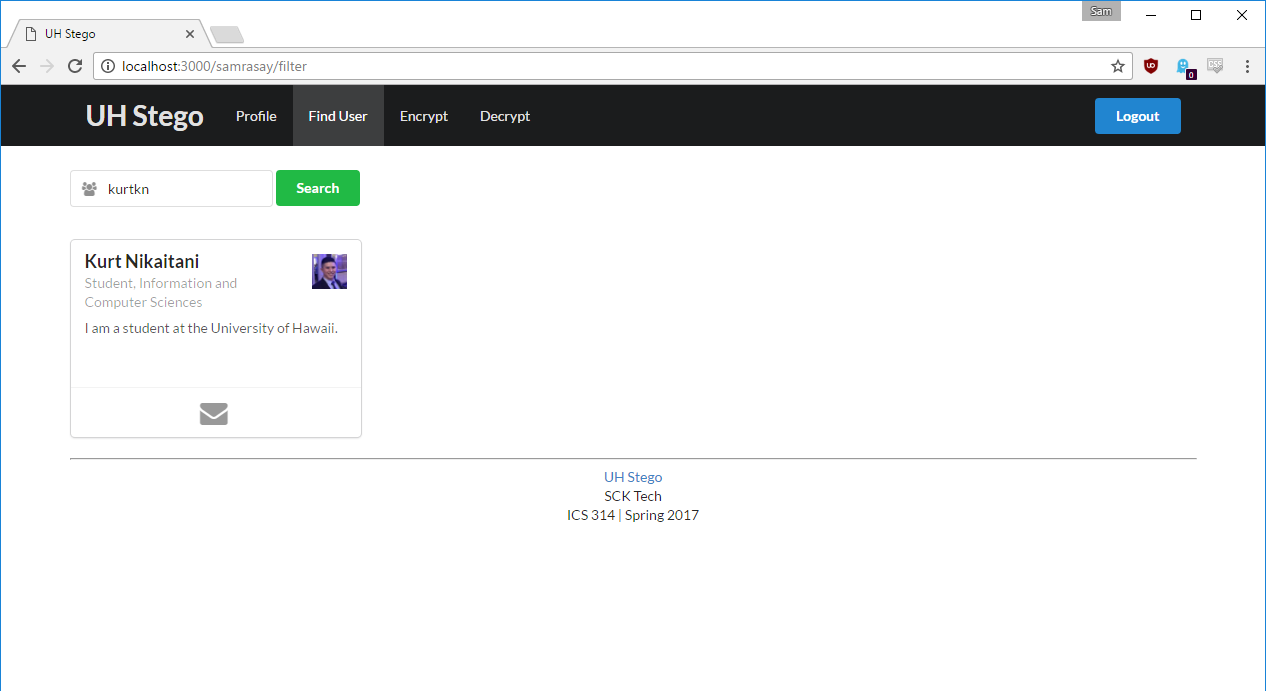 Sam
UH Stego
localhost:3000/samrasay/filter
0
UH Stego Profile Find User Encrypt Decrypt Logout
kurtkn Search
Kurt Nikaitani
Student, Information and
Computer Sciences
I am a student at the University of Hawaii.
UH Stego
SCK Tech
ICS 314 | Spring 2017